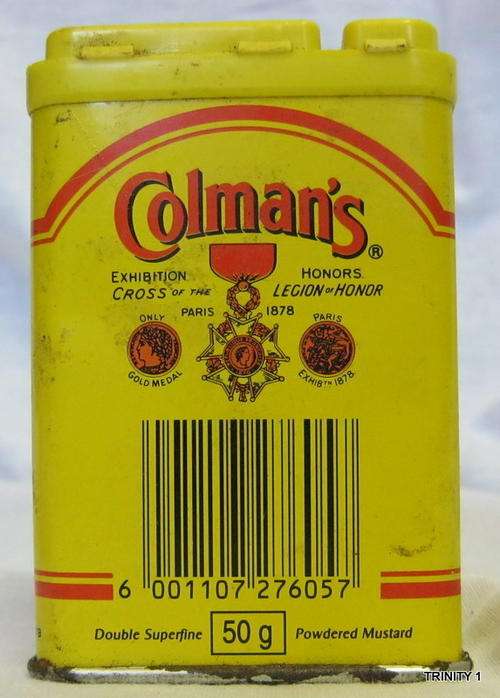 Colman's ®
EXHIBITION HONORS.
CROSS OF THE LEGION OF HONOR
PARIS 1878
ONLY
GOLD MEDAL
PARIS
EXHIBTN 1878.
6 001107 276057
Double Superfine 50 g Powdered Mustard
TRINITY 1